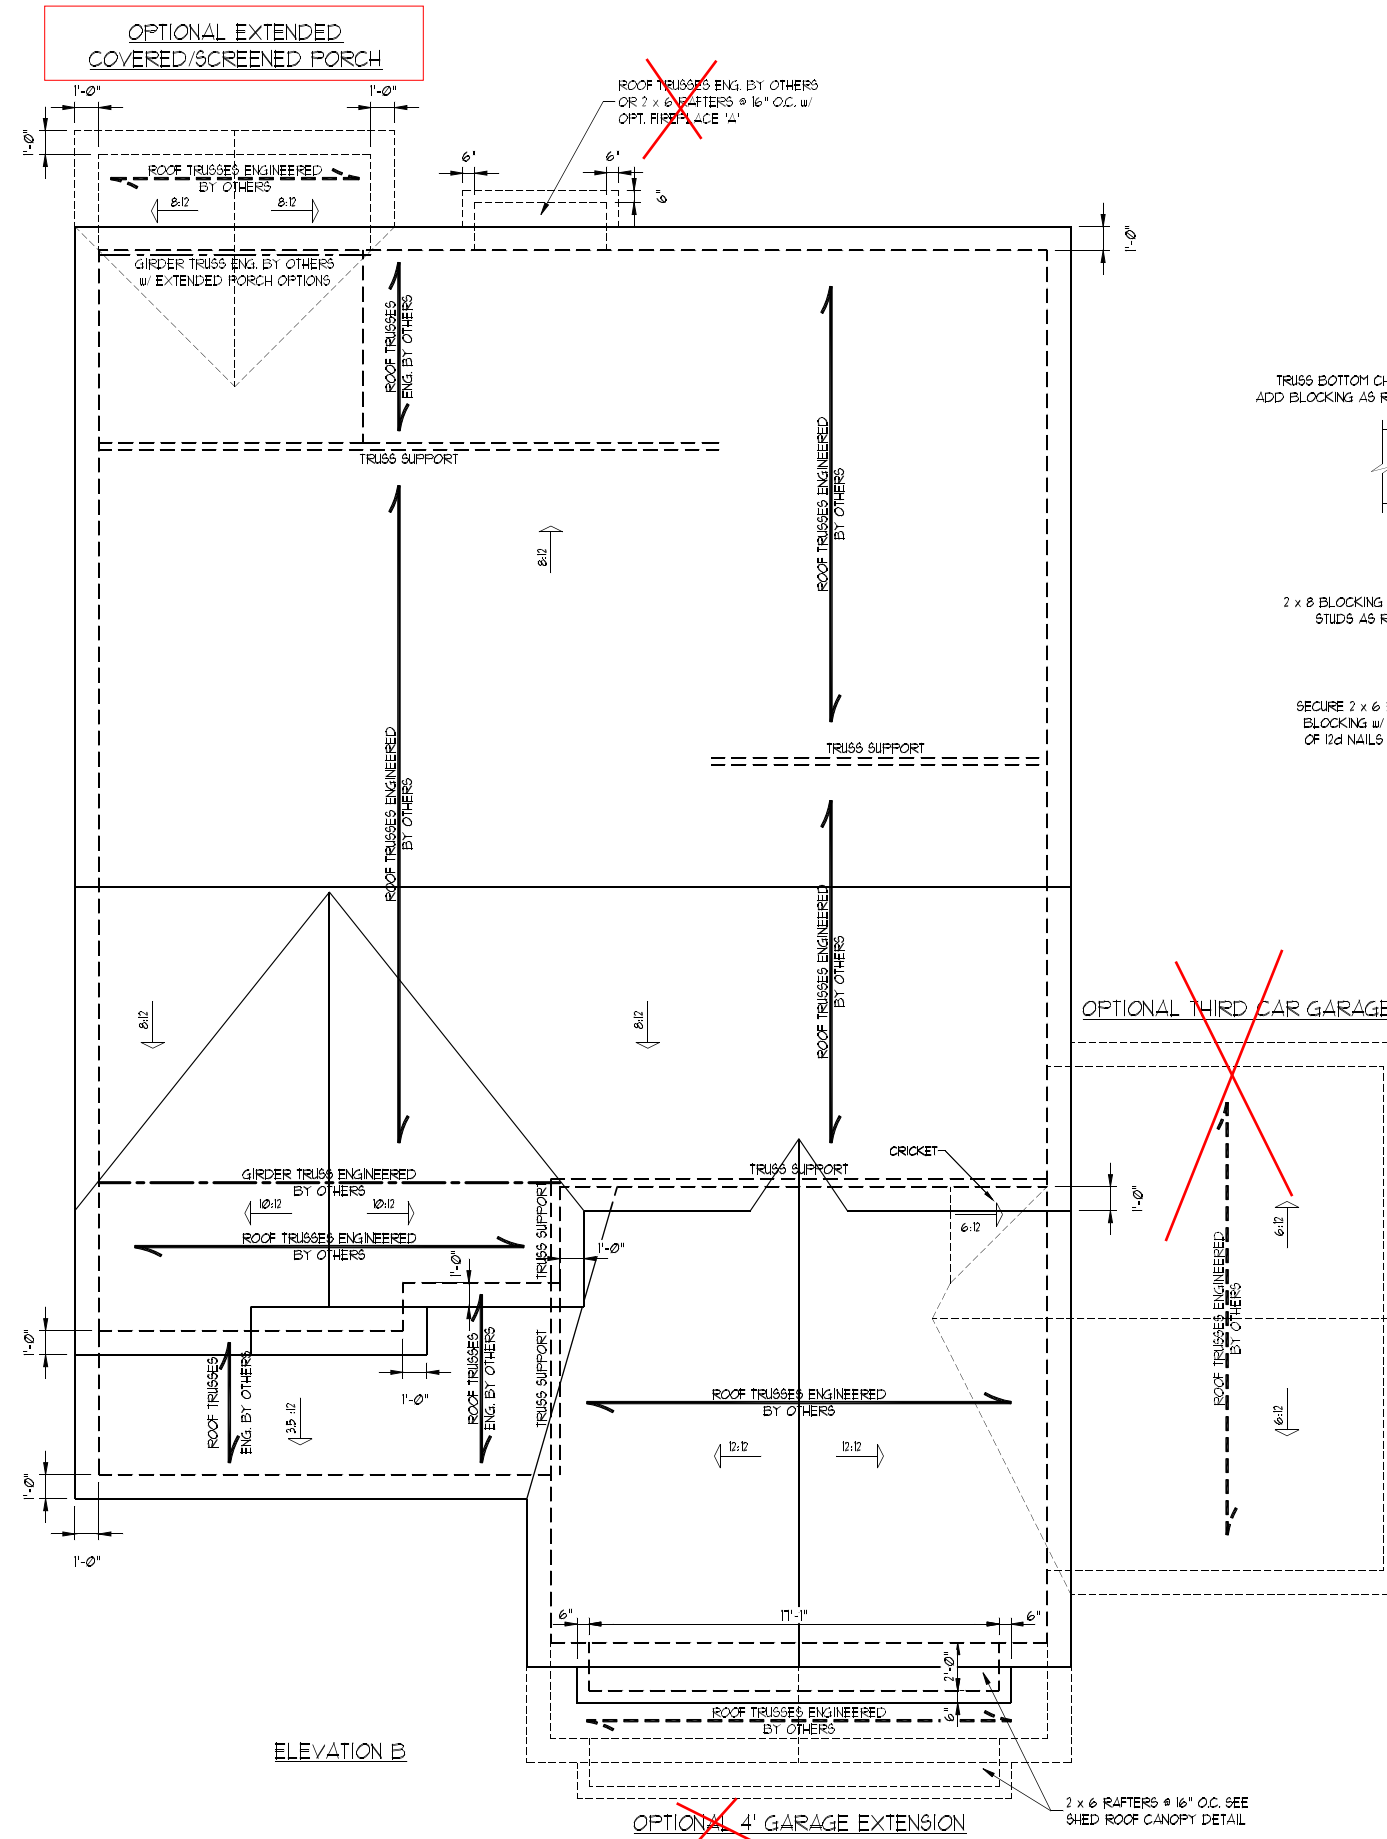 OPTIONAL EXTENDED
COVERED/SCREENED PORCH
1'-0"
1'-0"
1'-0"
ROOF TRUSSES ENG. BY OTHERS
OR 2 x 6 RAFTERS @ 16" O.C. w/
OPT. FIREPLACE 'A'
ROOF TRUSSES ENGINEERED
BY OTHERS
8:12
8:12
6"
6"
6"
1'-0"
GIRDER TRUSS ENG. BY OTHERS
w/ EXTENDED PORCH OPTIONS
ROOF TRUSSES
ENG. BY OTHERS
TRUSS SUPPORT
ROOF TRUSSES ENGINEERED
BY OTHERS
8:12
TRUSS BOTTOM CH
ADD BLOCKING AS R
2 x 8 BLOCKING
STUDS AS R
SECURE 2 x 6
BLOCKING w/
OF 12d NAILS
TRUSS SUPPORT
ROOF TRUSSES ENGINEERED
BY OTHERS
ROOF TRUSSES ENGINEERED
BY OTHERS
8:12
8:12
OPTIONAL THIRD CAR GARAGE
CRICKET
TRUSS SUPPORT
GIRDER TRUSS ENGINEERED
BY OTHERS
10:12
10:12
ROOF TRUSSES ENGINEERED
BY OTHERS
TRUSS SUPPORT
1'-0"
1'-0"
6:12
1'-0"
6:12
ROOF TRUSSES ENGINEERED
BY OTHERS
6:12
1'-0"
ROOF TRUSSES
ENG. BY OTHERS
3.5:12
1'-0"
ROOF TRUSSES
ENG. BY OTHERS
TRUSS SUPPORT
ROOF TRUSSES ENGINEERED
BY OTHERS
12:12
12:12
1'-0"
1'-0"
6"
17'-1"
6"
2'-0"
6"
ROOF TRUSSES ENGINEERED
BY OTHERS
ELEVATION B
2 x 6 RAFTERS @ 16" O.C. SEE
SHED ROOF CANOPY DETAIL
OPTIONAL 4' GARAGE EXTENSION